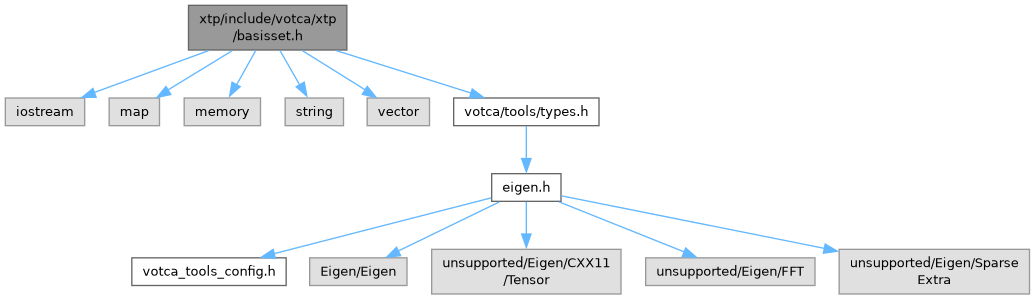 xtp/include/votca/xtp
/basisset.h
iostream
map
memory
string
vector
votca/tools/types.h
eigen.h
votca_tools_config.h
Eigen/Eigen
unsupported/Eigen/CXX11
/Tensor
unsupported/Eigen/FFT
unsupported/Eigen/Sparse
Extra